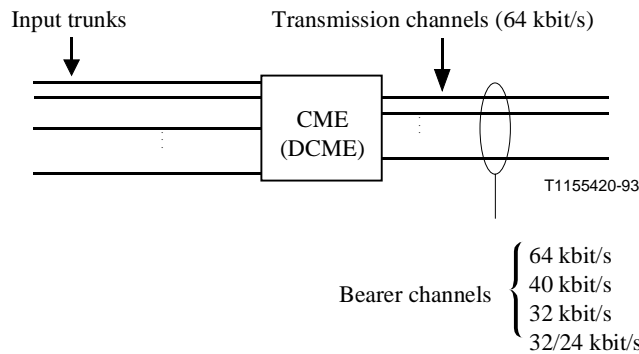 Input trunks
Transmission channels (64 kbit/s)
CME
(DCME)
T1155420-93
Bearer channels
64 kbit/s
40 kbit/s
32 kbit/s
32/24 kbit/s